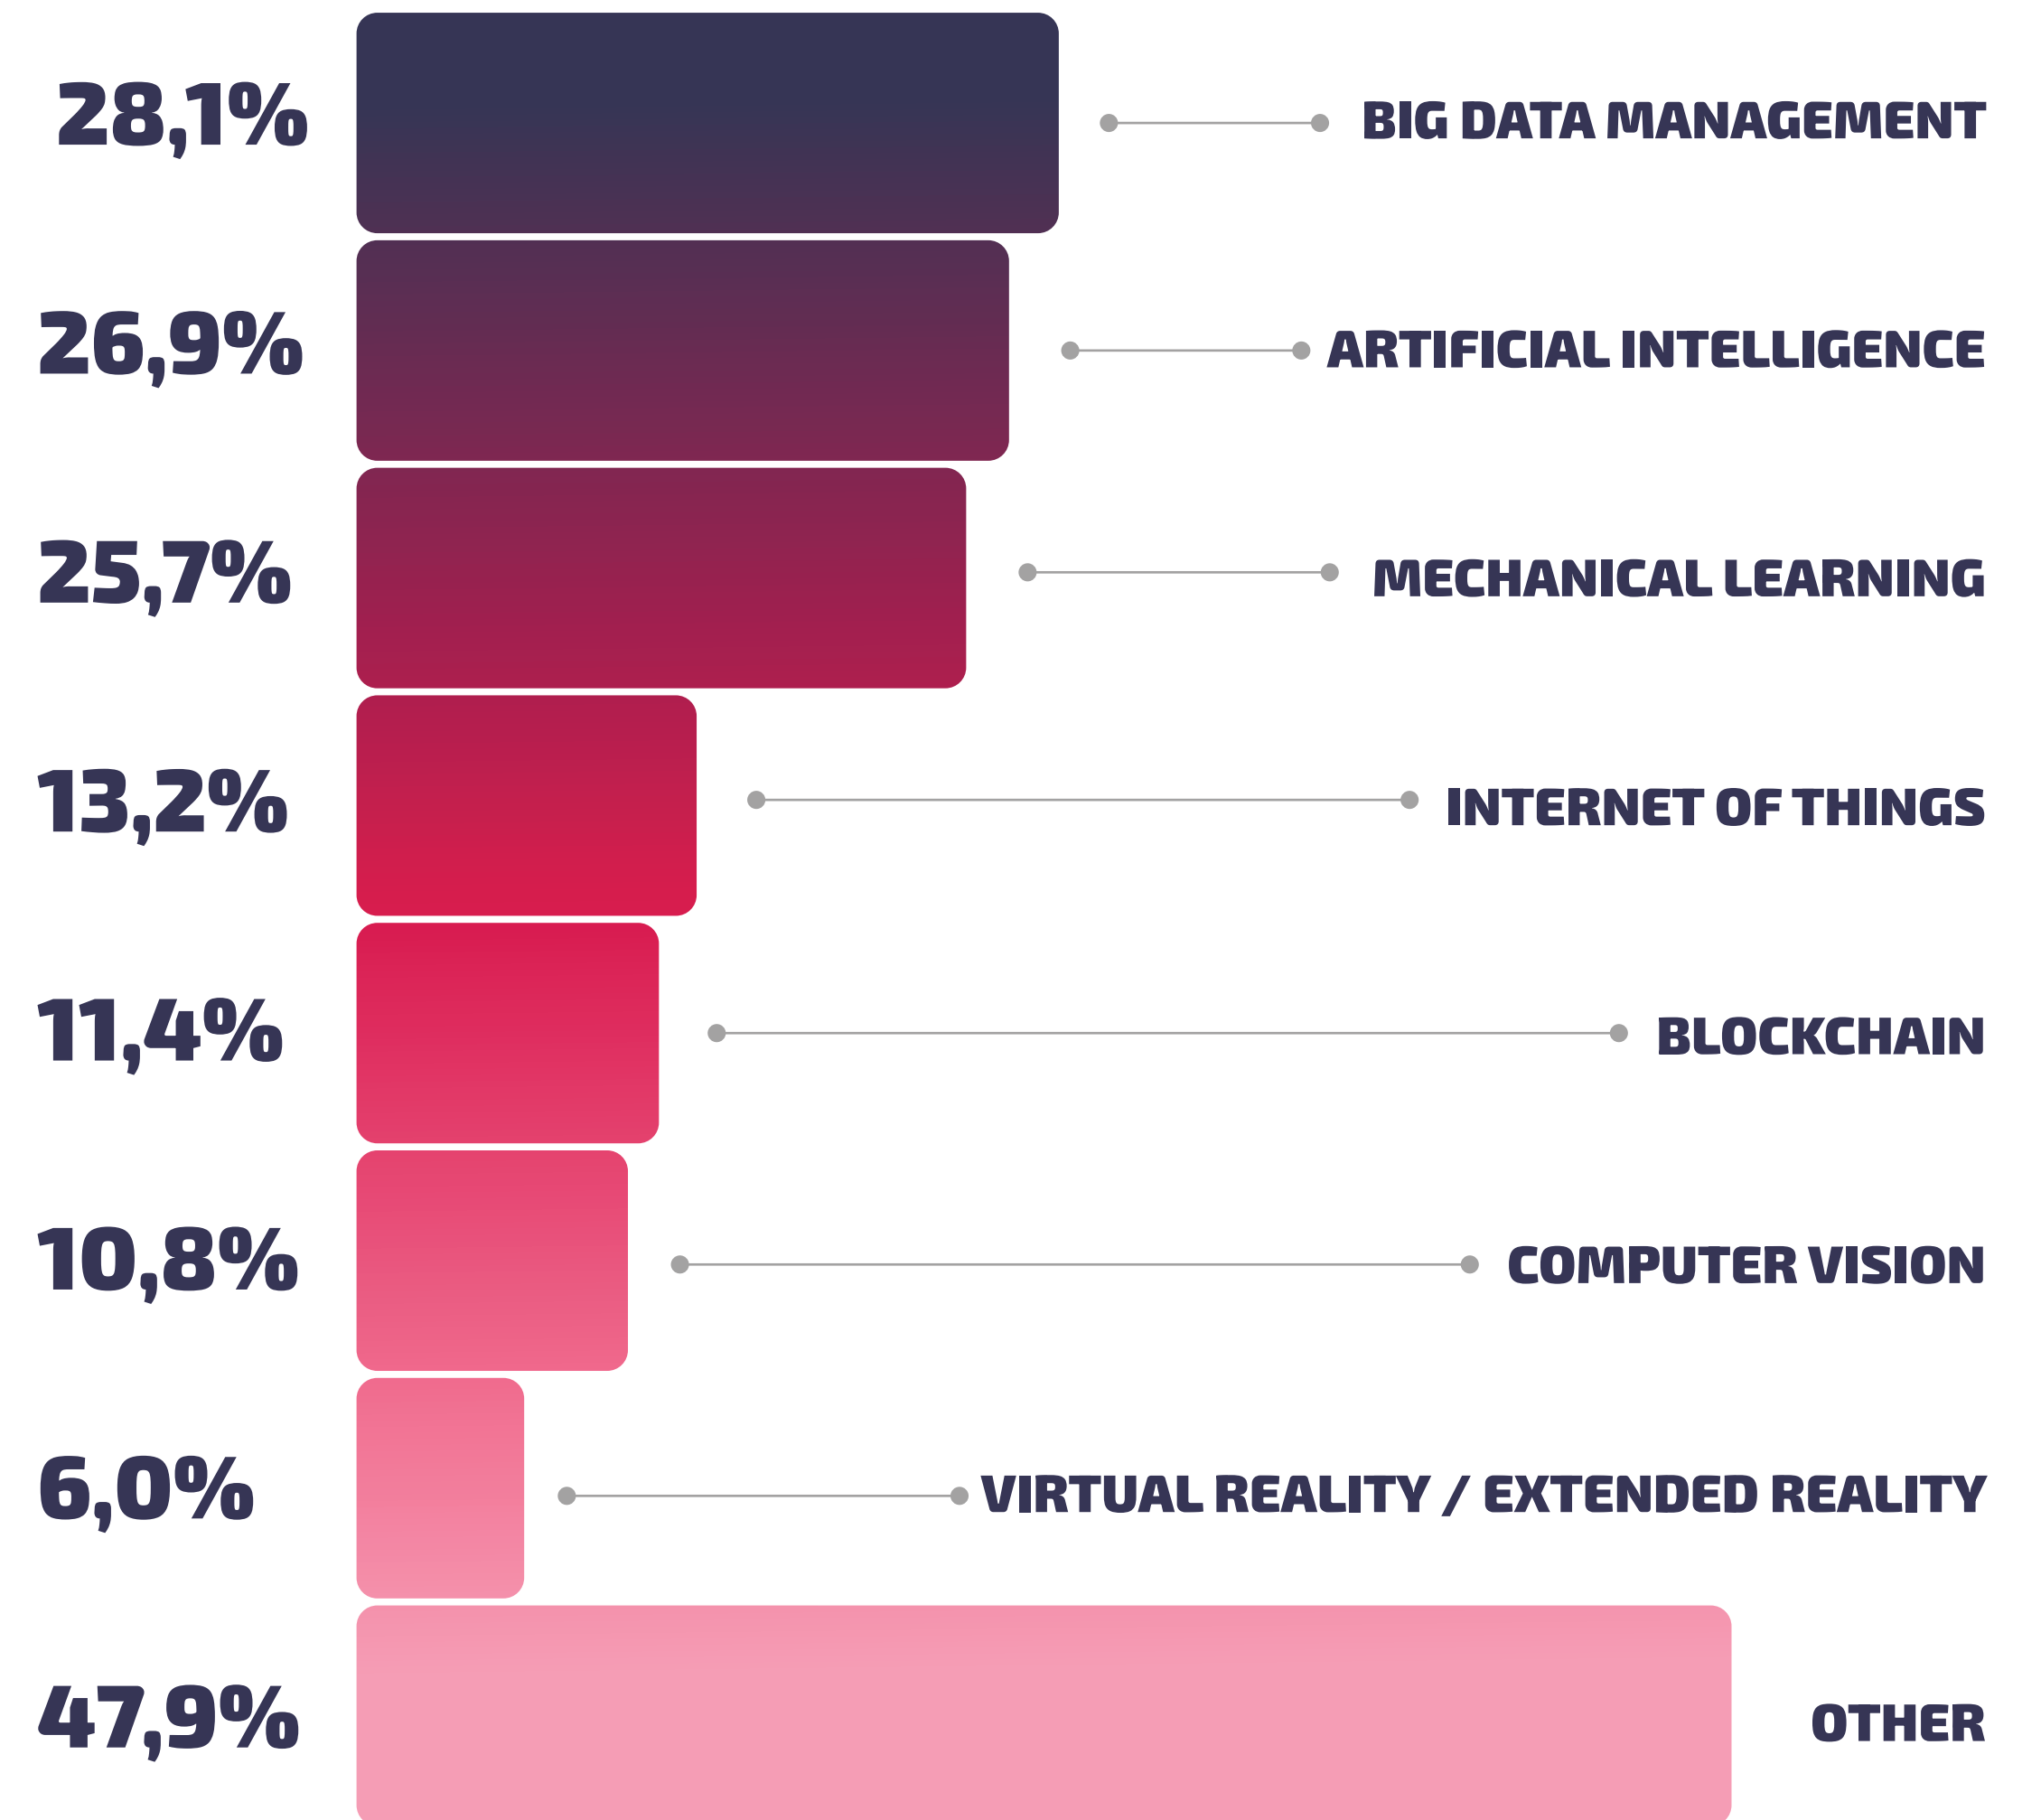 28,1% BIG DATA MANAGEMENT
26,9% ARTIFICIAL INTELLIGENCE
25,7% MECHANICAL LEARNING
13,2% INTERNET OF THINGS
11,4% BLOCKCHAIN
10,8% COMPUTER VISION
6,0% VIRTUAL REALITY / EXTENDED REALITY
47,9% OTHER